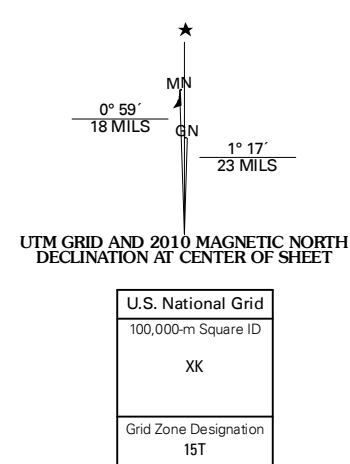 ★
MN
0° 59´
18 MILS
GN
1° 17´
23 MILS
UTM GRID AND 2010 MAGNETIC NORTH
DECLINATION AT CENTER OF SHEET
U.S. National Grid
100,000-m Square ID
XK
Grid Zone Designation
15T